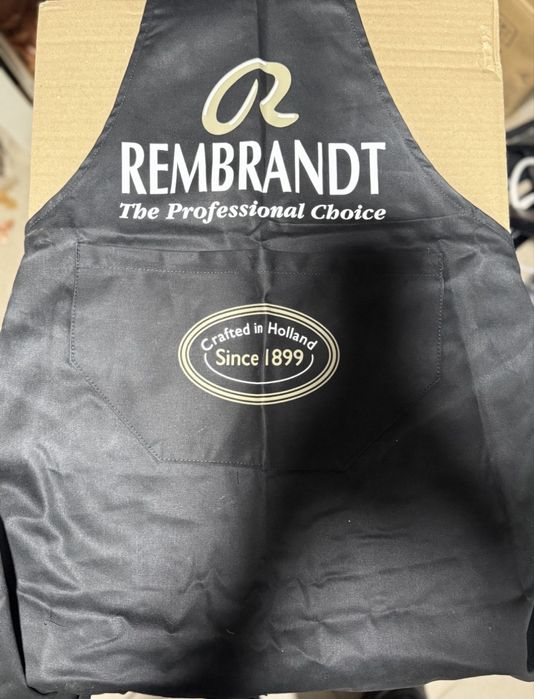 REMBRANDT
The Professional Choice
Crafted in Holland
Since 1899